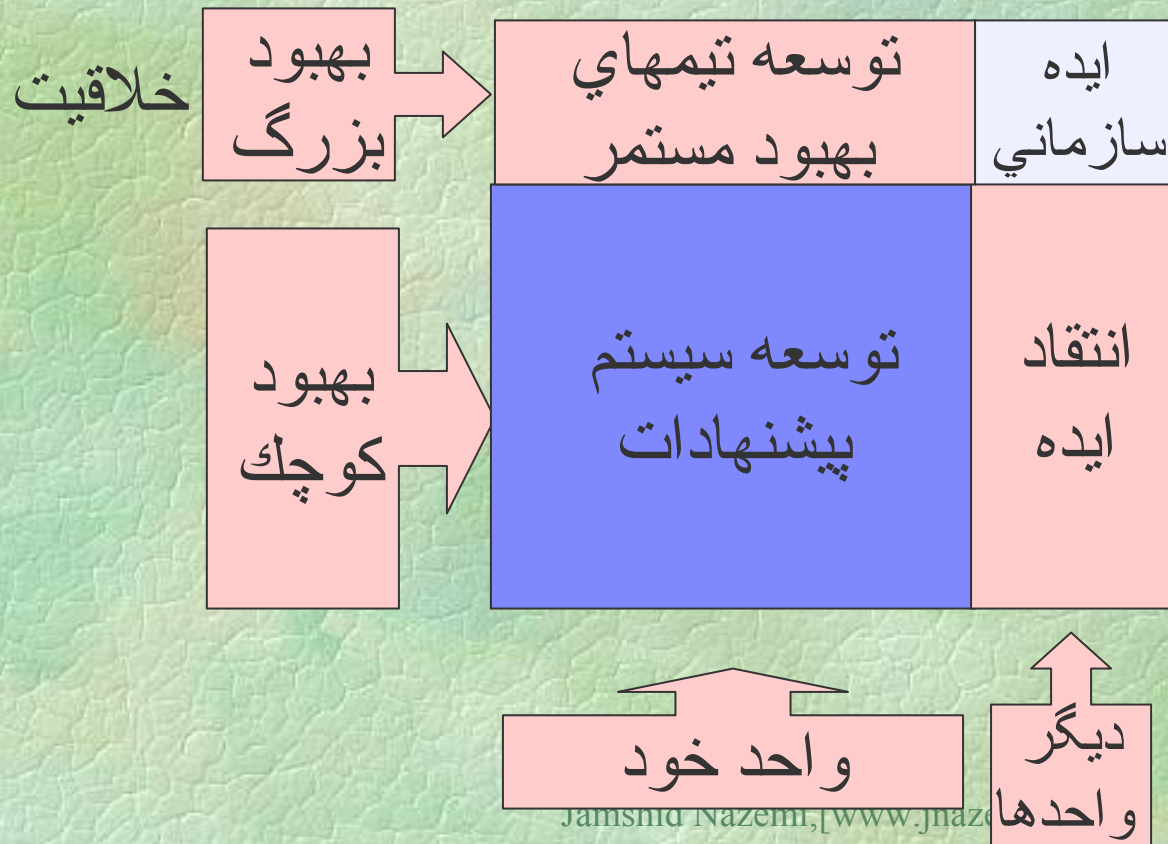 خلاقيت
بهبود
بزرگ
توسعه تيمهاي
بهبود مستمر
ايده
سازماني
بهبود
كوچك
توسعه سيستم
پيشنهادات
انتقاد
ايده
واحد خود
ديگر
واحدها
Jamshid Nazemi,[www.jnaze